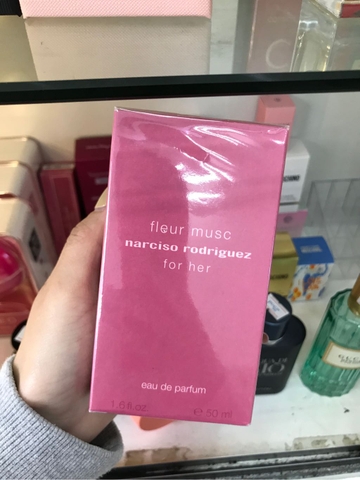 fleur musc
narciso rodriguez
for her
eau de parfum
1.6 fl.oz℮ 50 ml